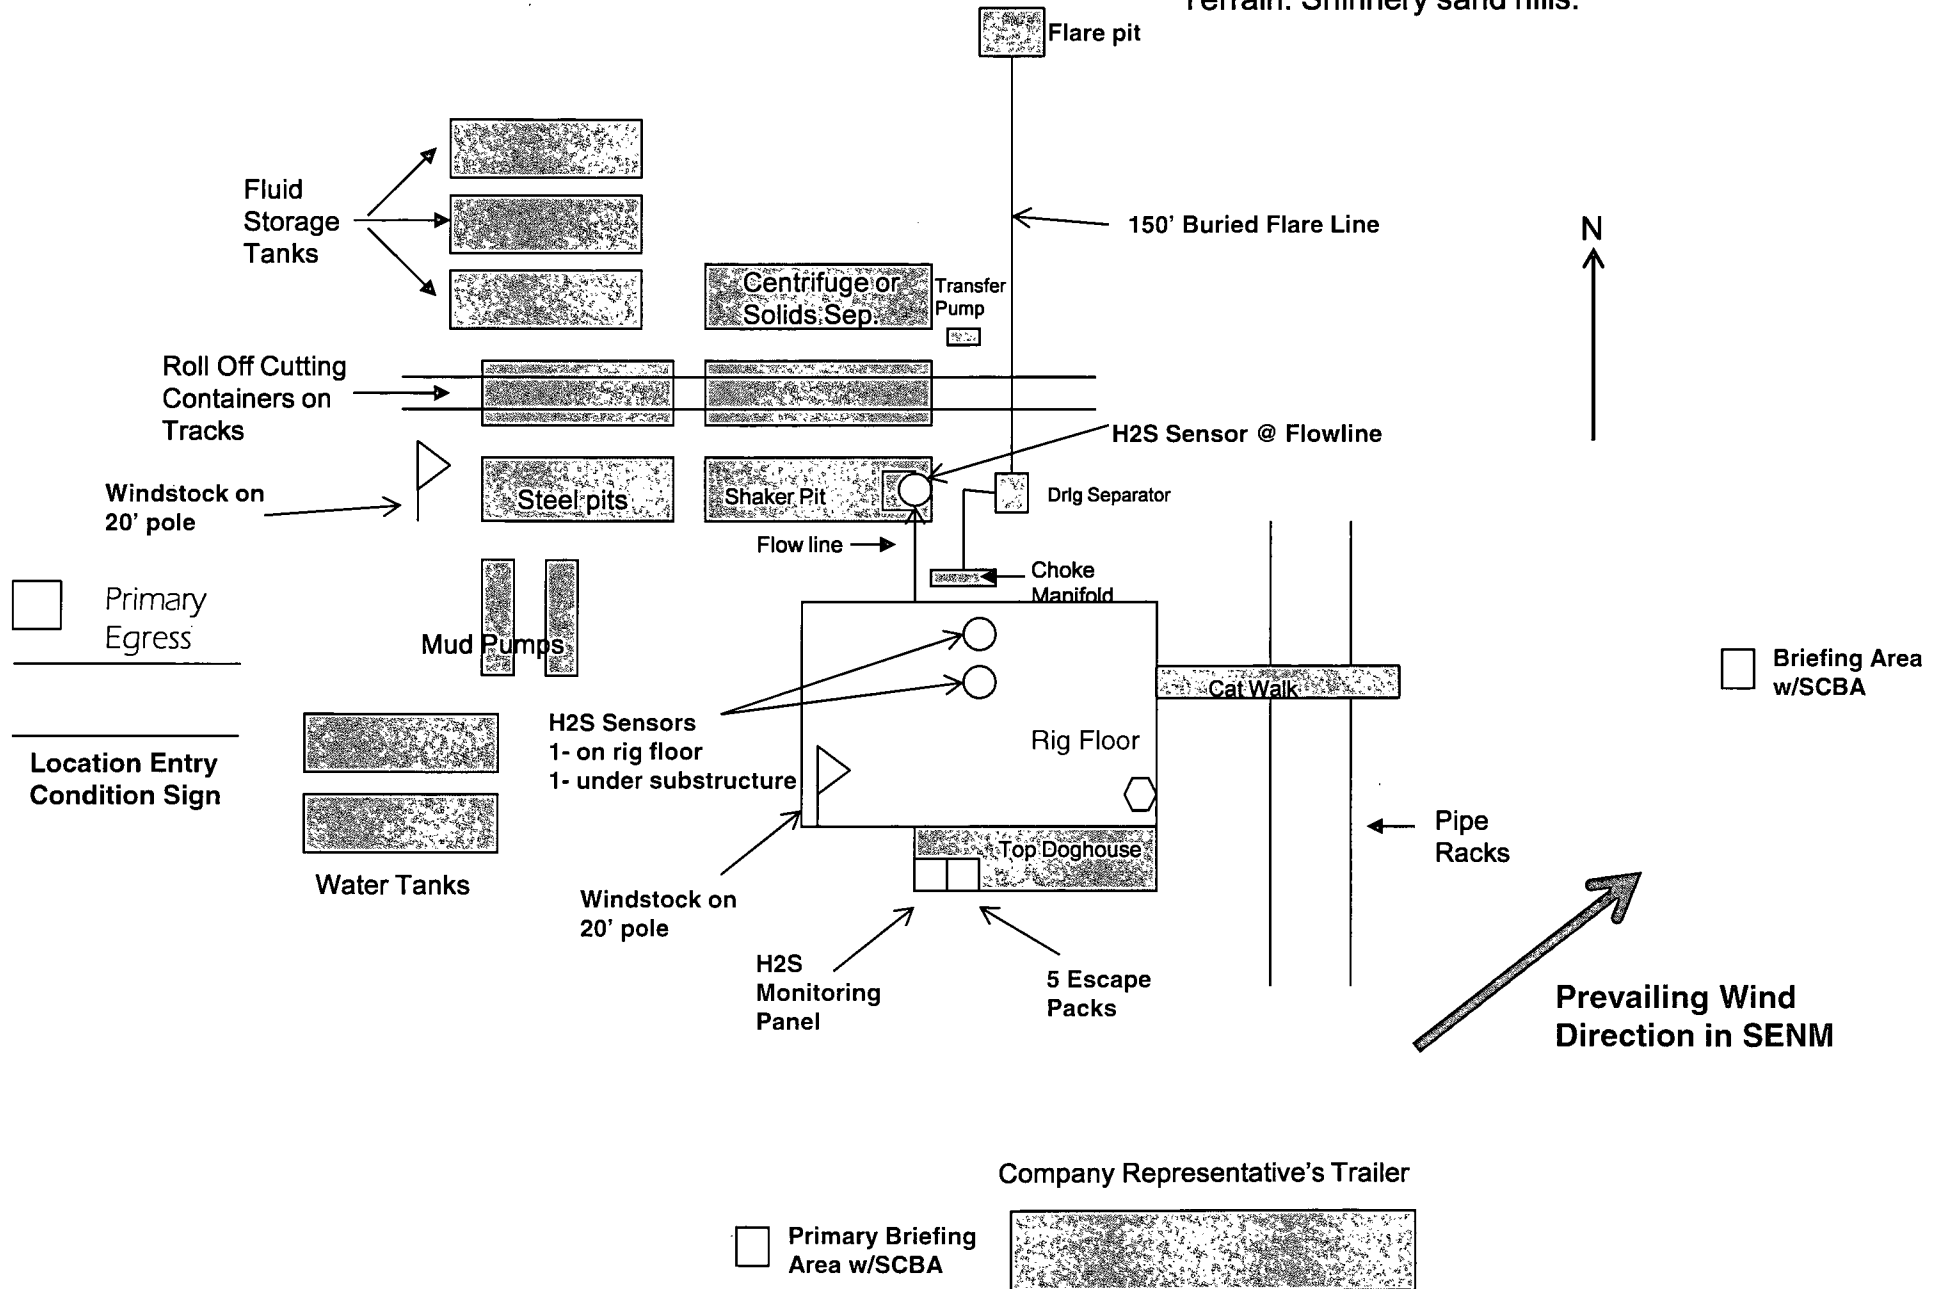 Terrain: Shinnery sand hills.
Flare pit
Fluid
Storage
Tanks
150' Buried Flare Line
N
Centrifuge or
Solids Sep.
Transfer
Pump
Roll Off Cutting
Containers on
Tracks
H2S Sensor @ Flowline
Windstock on
20' pole
Steel pits
Shaker Pit
Drlg Separator
Flow line
Choke
Manifold
Primary
Egress
Mud Pumps
Cat Walk
Briefing Area
w/SCBA
H2S Sensors
1- on rig floor
1- under substructure
Rig Floor
Location Entry
Condition Sign
Pipe
Racks
Top Doghouse
Water Tanks
Windstock on
20' pole
H2S
Monitoring
Panel
5 Escape
Packs
Prevailing Wind
Direction in SENM
Company Representative's Trailer
Primary Briefing
Area w/SCBA